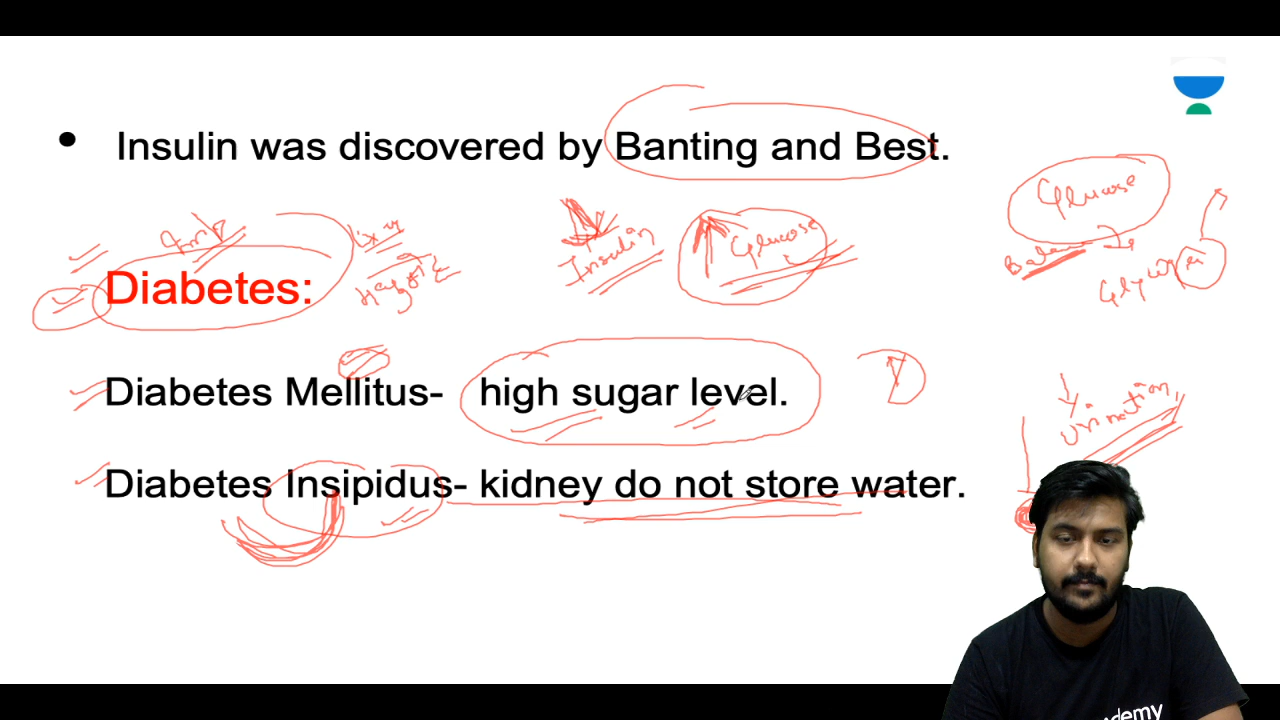 • Insulin was discovered by Banting and Best.
Glucose
Insulin
Glucose
Diabetes:
Diabetes Mellitus- high sugar level.
urination
Diabetes Insipidus- kidney do not store water.
demy